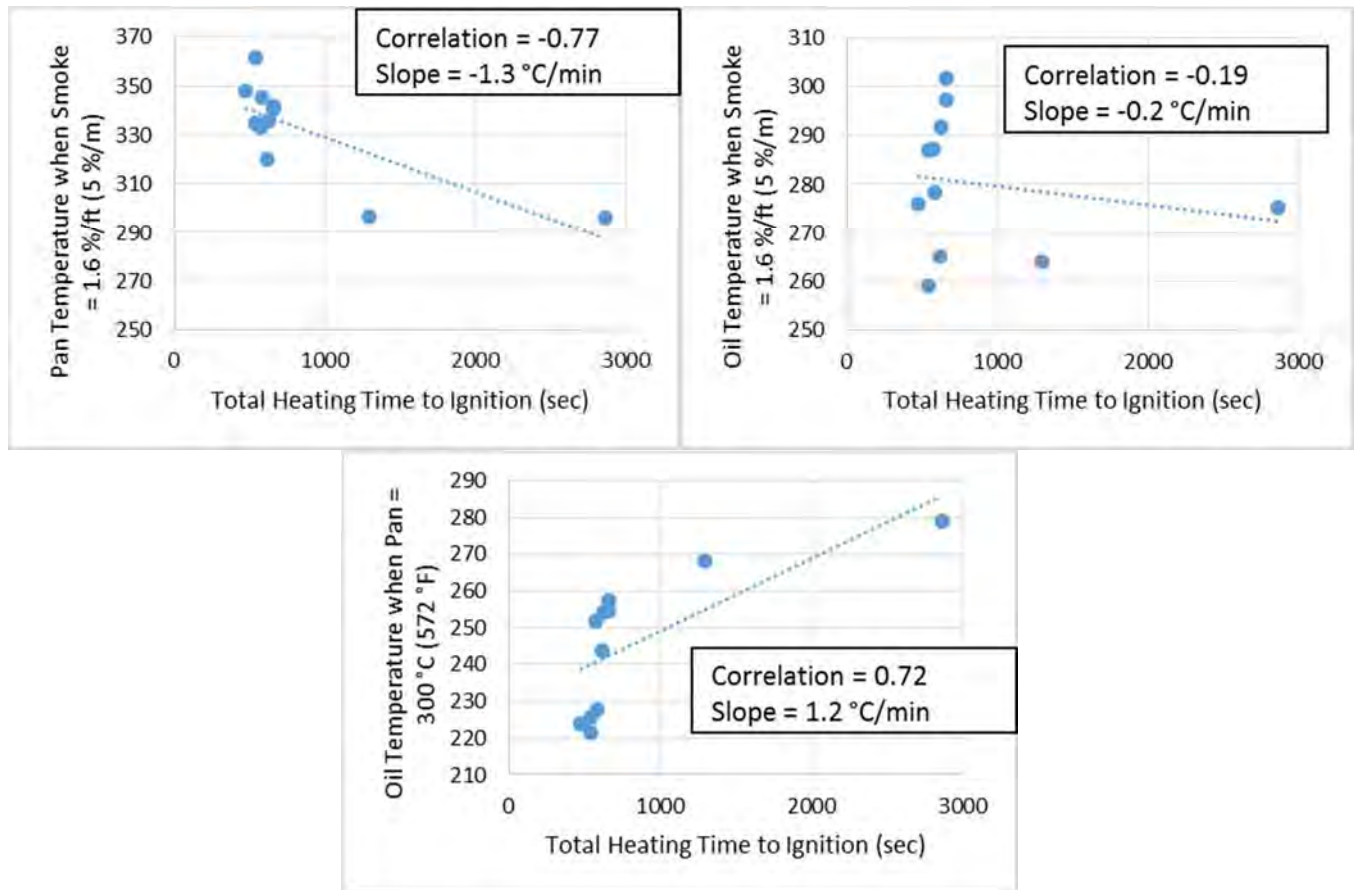 Pan Temperature when Smoke
= 1.6 %/ft (5 %/m)
370
350
330
310
290
270
250
Correlation = -0.77
Slope = -1.3 °C/min
0 1000 2000 3000
Total Heating Time to Ignition (sec)
Oil Temperature when Smoke
= 1.6 %/ft (5 %/m)
310
300
290
280
270
260
250
Correlation = -0.19
Slope = -0.2 °C/min
0 1000 2000 3000
Total Heating Time to Ignition (sec)
Oil Temperature when Pan =
300 °C (572 °F)
290
280
270
260
250
240
230
220
210
Correlation = 0.72
Slope = 1.2 °C/min
0 1000 2000 3000
Total Heating Time to Ignition (sec)